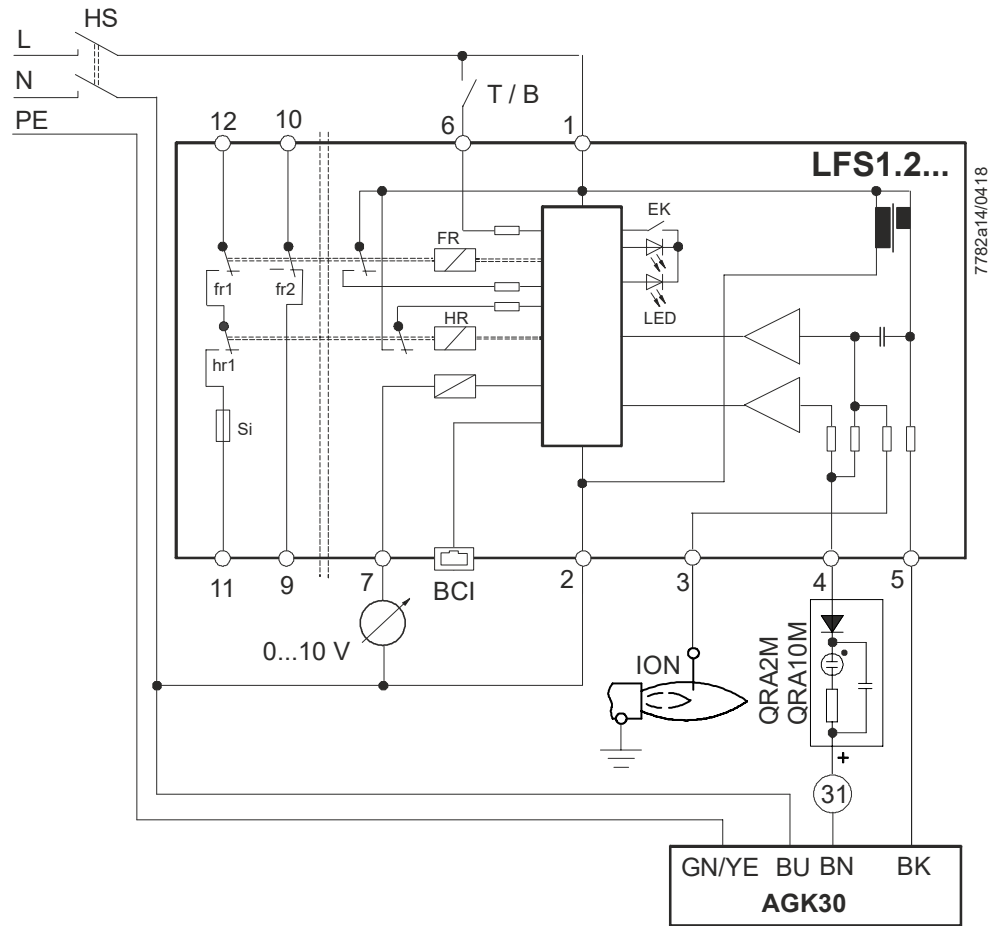 HS
L
N
PE
T / B
12
10
6
1
LFS1.2...
7782a14/0418
EK
FR
fr1
fr2
LED
HR
hr1
Si
11
9
7
BCI
2
3
4
5
0...10 V
ION
QRA2M
QRA10M
+
31
GN/YE BU BN BK
AGK30